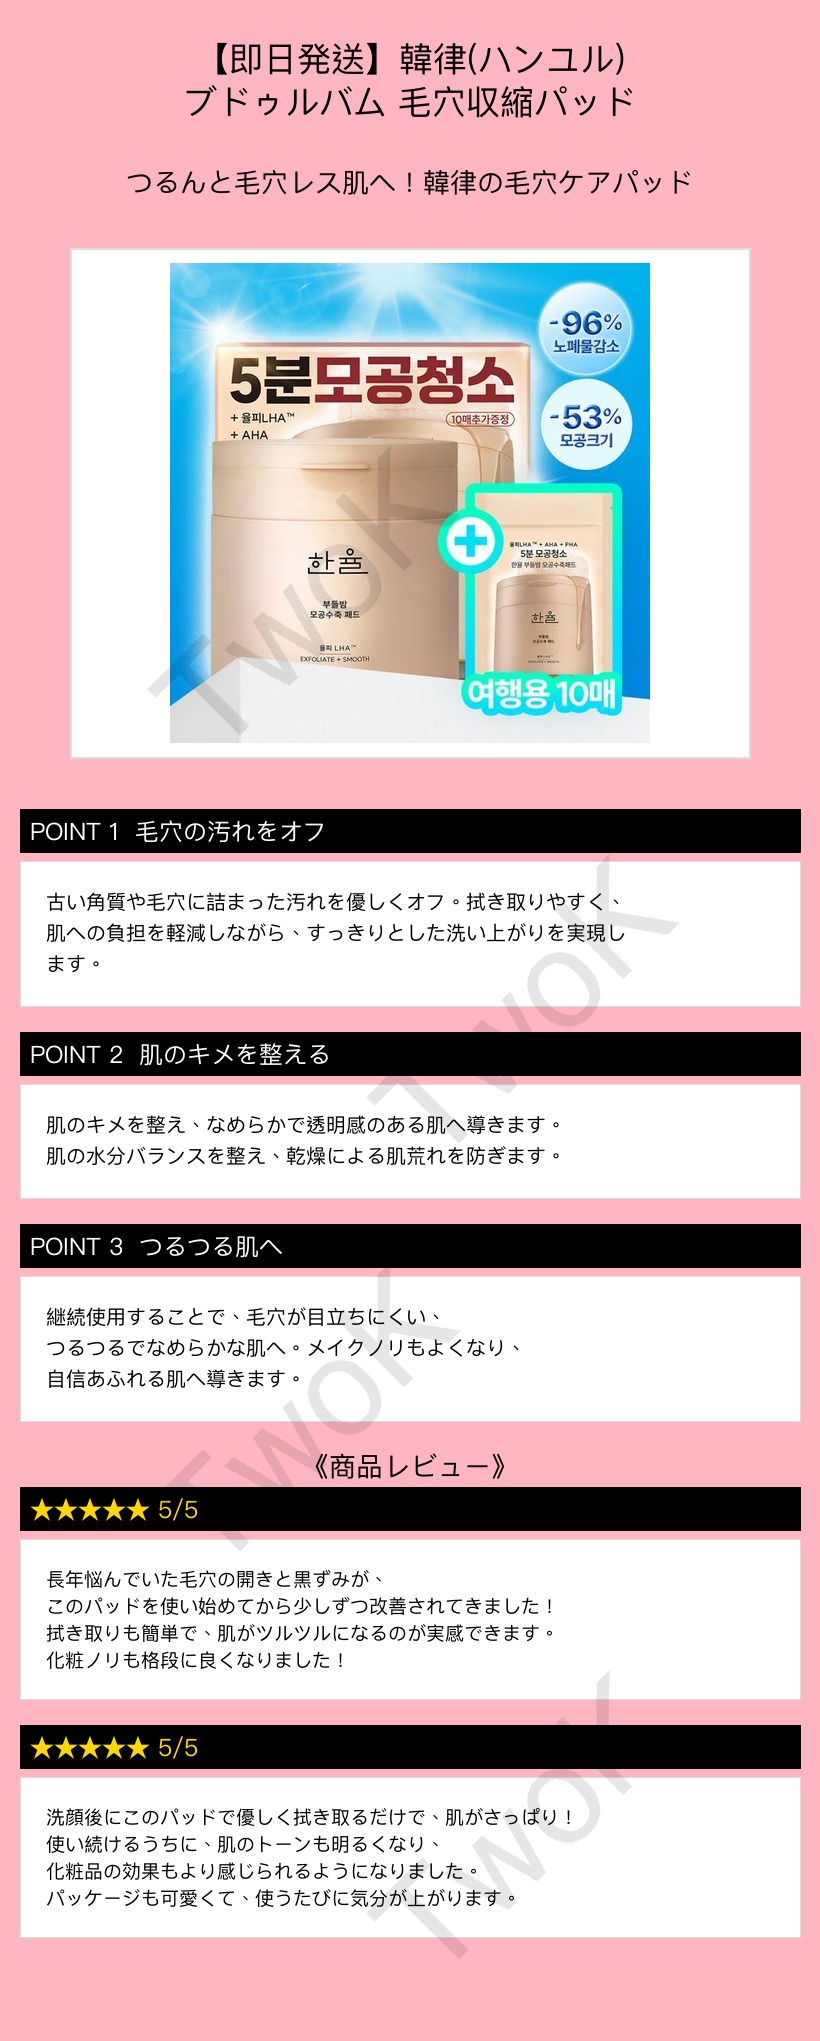 【即日発送】韓律(ハンユル)
ブドゥルバム 毛穴収縮パッド
つるんと毛穴レス肌へ！韓律の毛穴ケアパッド
-96%
노폐물감소
-53%
모공크기
5분모공청소
+ 율피LHA™
+ AHA
10매추가증정
한율
부들밤
모공수축 패드
율피 LHA™
EXFOLIATE + SMOOTH
율피LHA™ + AHA + PHA
5분 모공청소
한율 부들밤 모공수축패드
한율
부들밤
모공수축 패드
율피 LHA™
EXFOLIATE + SMOOTH
여행용 10매
TwoK
POINT 1 毛穴の汚れをオフ
古い角質や毛穴に詰まった汚れを優しくオフ。拭き取りやすく、
肌への負担を軽減しながら、すっきりとした洗い上がりを実現し
ます。
TwoK
POINT 2 肌のキメを整える
肌のキメを整え、なめらかで透明感のある肌へ導きます。
肌の水分バランスを整え、乾燥による肌荒れを防ぎます。
POINT 3 つるつる肌へ
継続使用することで、毛穴が目立ちにくい、
つるつるでなめらかな肌へ。メイクノリもよくなり、
自信あふれる肌へ導きます。
TwoK
《商品レビュー》
★★★★★ 5/5
長年悩んでいた毛穴の開きと黒ずみが、
このパッドを使い始めてから少しずつ改善されてきました！
拭き取りも簡単で、肌がツルツルになるのが実感できます。
化粧ノリも格段に良くなりました！
★★★★★ 5/5
洗顔後にこのパッドで優しく拭き取るだけで、肌がさっぱり！
使い続けるうちに、肌のトーンも明るくなり、
化粧品の効果もより感じられるようになりました。
パッケージも可愛くて、使うたびに気分が上がります。
TwoK